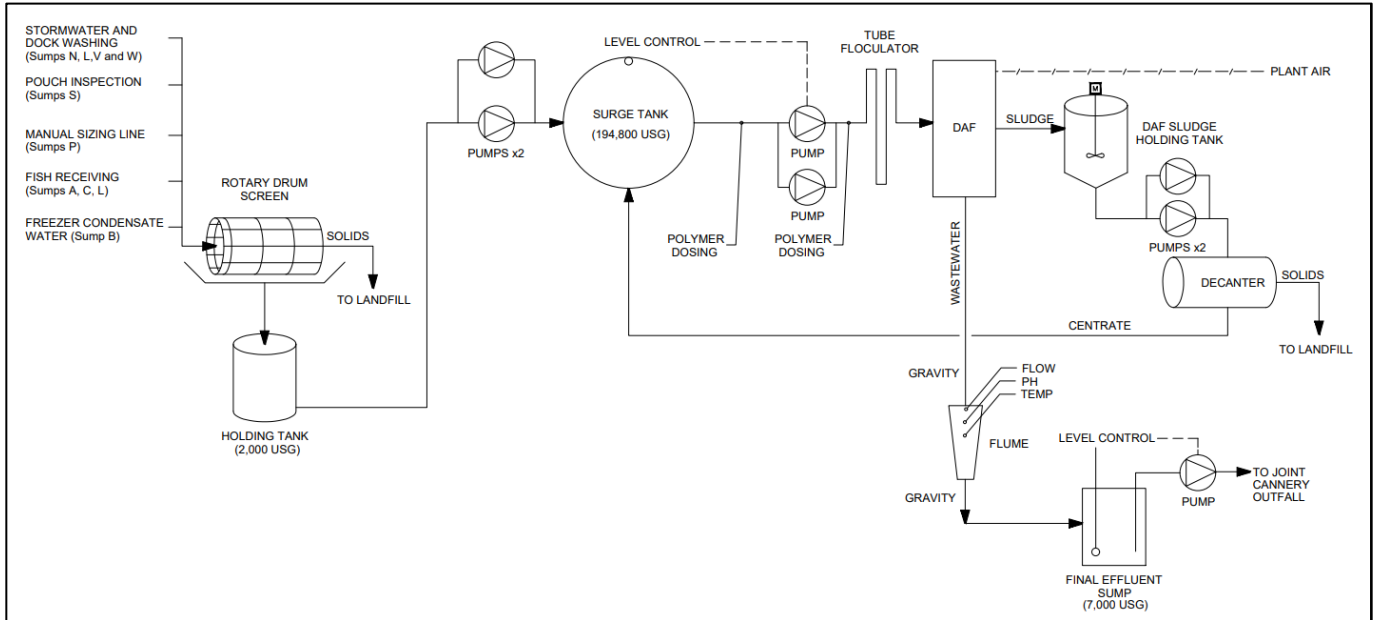 STORMWATER AND
DOCK WASHING
(Sumps N, L,V and W)
POUCH INSPECTION
(Sumps S)
MANUAL SIZING LINE
(Sumps P)
FISH RECEIVING
(Sumps A, C, L)
FREEZER CONDENSATE
WATER (Sump B)
ROTARY DRUM
SCREEN
SOLIDS
TO LANDFILL
HOLDING TANK
(2,000 USG)
PUMPS x2
LEVEL CONTROL
SURGE TANK
(194,800 USG)
PUMP
PUMP
POLYMER
DOSING
POLYMER
DOSING
TUBE
FLOCULATOR
DAF
PLANT AIR
SLUDGE
M
DAF SLUDGE
HOLDING TANK
PUMPS x2
DECANTER
SOLIDS
TO LANDFILL
CENTRATE
WASTEWATER
GRAVITY
FLOW
PH
TEMP
FLUME
GRAVITY
LEVEL CONTROL
PUMP
TO JOINT
CANNERY
OUTFALL
FINAL EFFLUENT
SUMP
(7,000 USG)